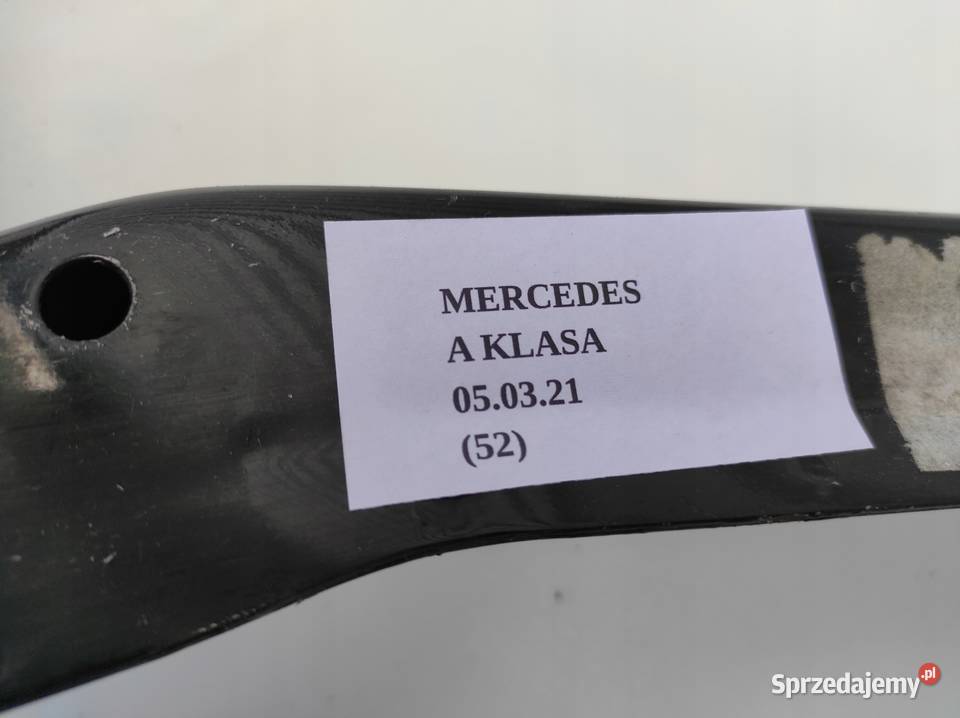 MERCEDES
A KLASA
05.03.21
(52)
Sprzedajemy.pl